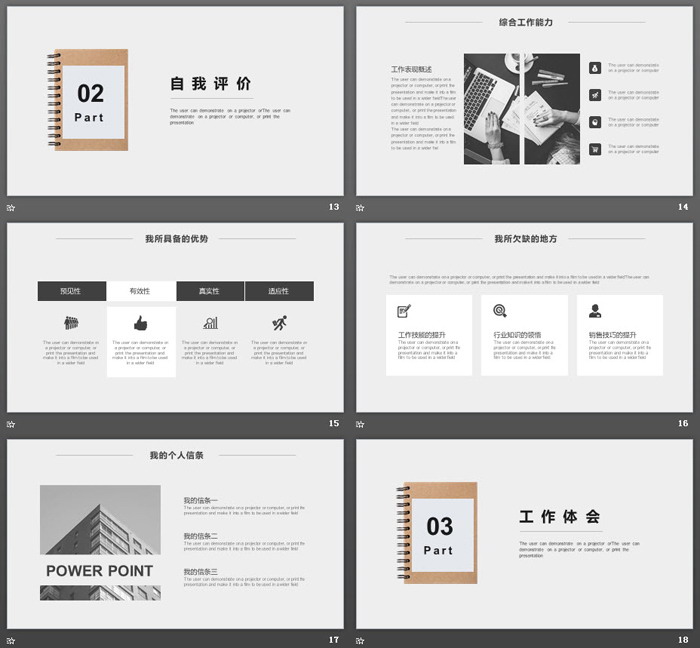 02
Part
自我评价
The user can demonstrate on a projector orThe user can
demonstrate on a projector or computer, or print the
presentation
13
综合工作能力
工作表现概述
The user can demonstrate on a
projector or computer, or print the
presentation and make it into a film
to be used in a wider fieldThe user
can demonstrate on a projector or
computer, or print the presentation
and make it into a film to be used
in a wider field
The user can demonstrate on a
projector or computer, or print the
presentation and make it into a film
to be used in a wider fiel
The user can demonstrate
on a projector or computer
The user can demonstrate
on a projector or computer
The user can demonstrate
on a projector or computer
The user can demonstrate
on a projector or computer
14
我所具备的优势
预见性
有效性
真实性
适应性
The user can demonstrate on
a projector or computer, or
print the presentation and
make it into a film to be used
in a wider field
The user can demonstrate on
a projector or computer, or
print the presentation and
make it into a film to be used
in a wider field
The user can demonstrate on
a projector or computer, or
print the presentation and
make it into a film to be used
in a wider field
The user can demonstrate on
a projector or computer, or
print the presentation and
make it into a film to be used
in a wider field
15
我所欠缺的地方
"The user can demonstrate on a projector or computer, or print the presentation and make it into a film to be used in a wider fieldThe user can
demonstrate on a projector or computer, or print the presentation and make it into a film to be used in a wider field
工作技能的提升
The user can demonstrate on a
projector or computer, or print the
presentation and make it into a
film to be used in a wider field
行业知识的领悟
The user can demonstrate on a
projector or computer, or print the
presentation and make it into a
film to be used in a wider field
销售技巧的提升
The user can demonstrate on a
projector or computer, or print the
presentation and make it into a
film to be used in a wider field
16
我的个人信条
POWER POINT
我的信条一
The user can demonstrate on a projector or computer, or print the
presentation and make it into a film to be used in a wider field
我的信条二
The user can demonstrate on a projector or computer, or print the
presentation and make it into a film to be used in a wider field
我的信条三
The user can demonstrate on a projector or computer, or print the
presentation and make it into a film to be used in a wider field
17
03
Part
工作体会
The user can demonstrate on a projector orThe user can
demonstrate on a projector or computer, or print the
presentation
18